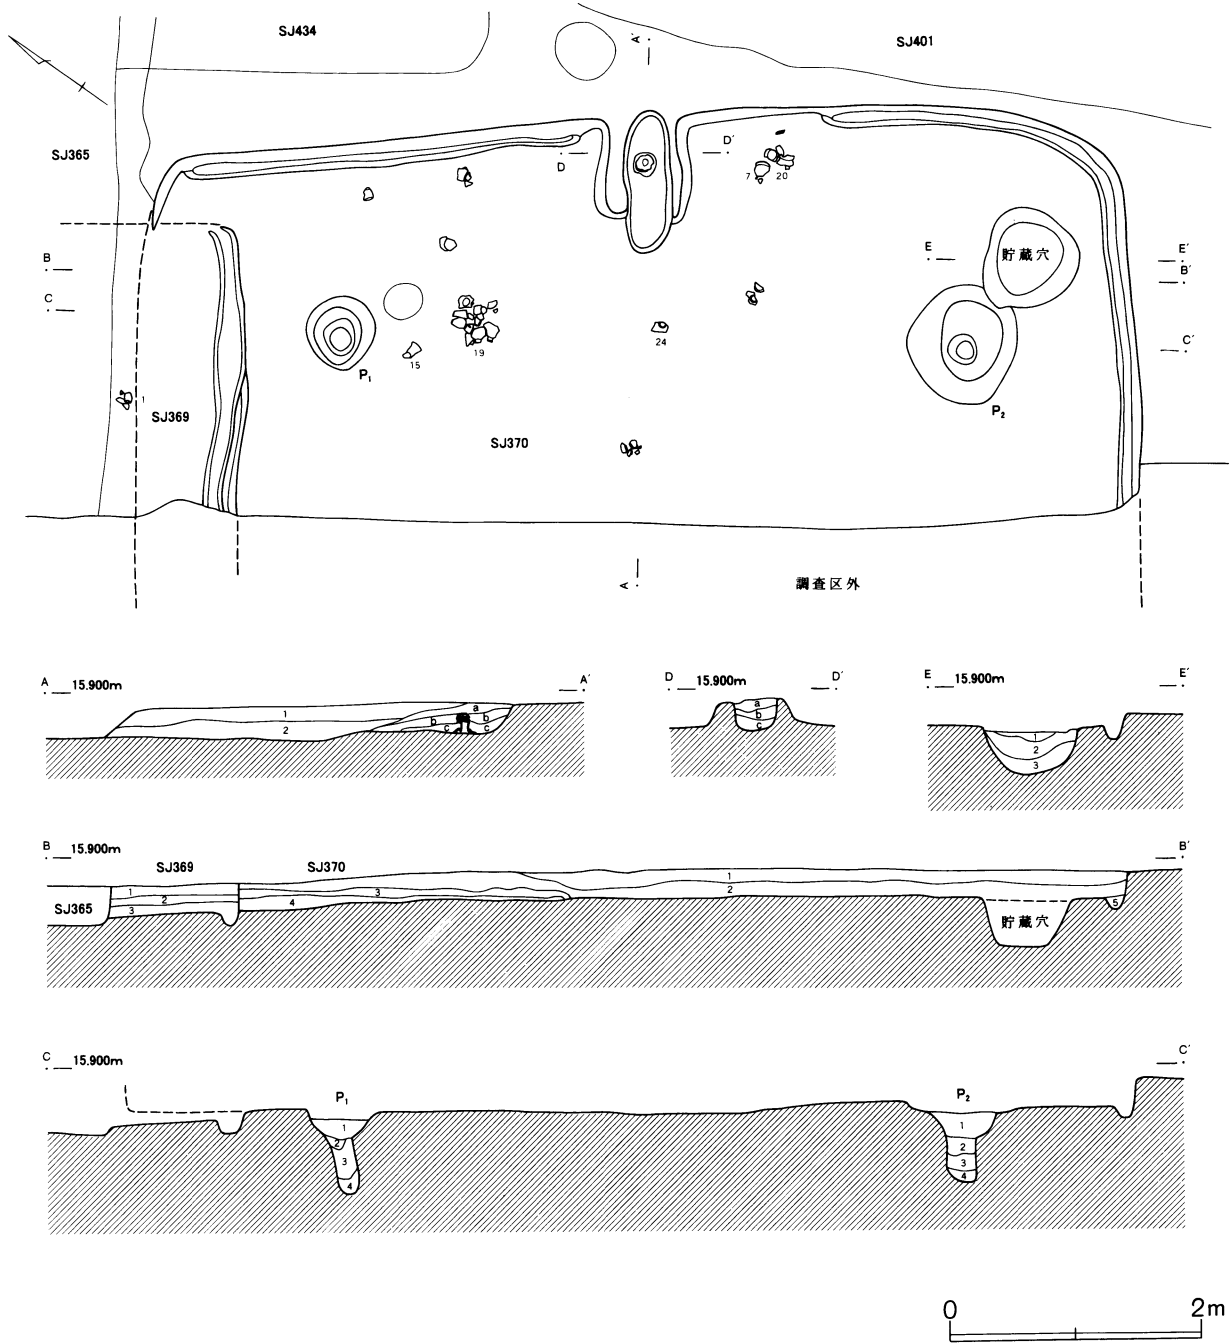 SJ434
SJ401
A´
SJ365
D
D´
7
20
B
C
E
貯蔵穴
E´
B´
C´
15
19
24
P₁
P₂
1
SJ369
SJ370
A
調査区外
A
15.900m
A´
1
2
a
b
b
c
c
D
15.900m
D´
a
b
c
E
15.900m
E´
1
2
3
B
15.900m
SJ369
SJ370
B´
SJ365
1
2
3
3
4
1
2
5
貯蔵穴
C
15.900m
C´
P₁
P₂
1
2
3
4
1
2
3
4
0
2m